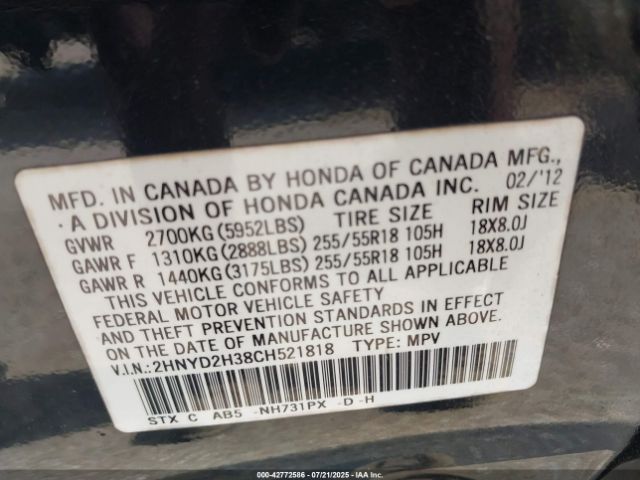 MFD. IN CANADA BY HONDA OF CANADA MFG.,
· A DIVISION OF HONDA CANADA INC. 02/'12
GVWR 2700KG(5952LBS) TIRE SIZE RIM SIZE
GAWR F 1310KG(2888LBS) 255/55R18 105H 18X8.0J
GAWR R 1440KG(3175LBS) 255/55R18 105H 18X8.0J
THIS VEHICLE CONFORMS TO ALL APPLICABLE
FEDERAL MOTOR VEHICLE SAFETY
AND THEFT PREVENTION STANDARDS IN EFFECT
ON THE DATE OF MANUFACTURE SHOWN ABOVE.
V.I.N.: 2HNYD2H38CH521818 TYPE: MPV
STX C AB5 -NH731PX -D -H
000-42772586 - 07/21/2025 - IAAI.COM